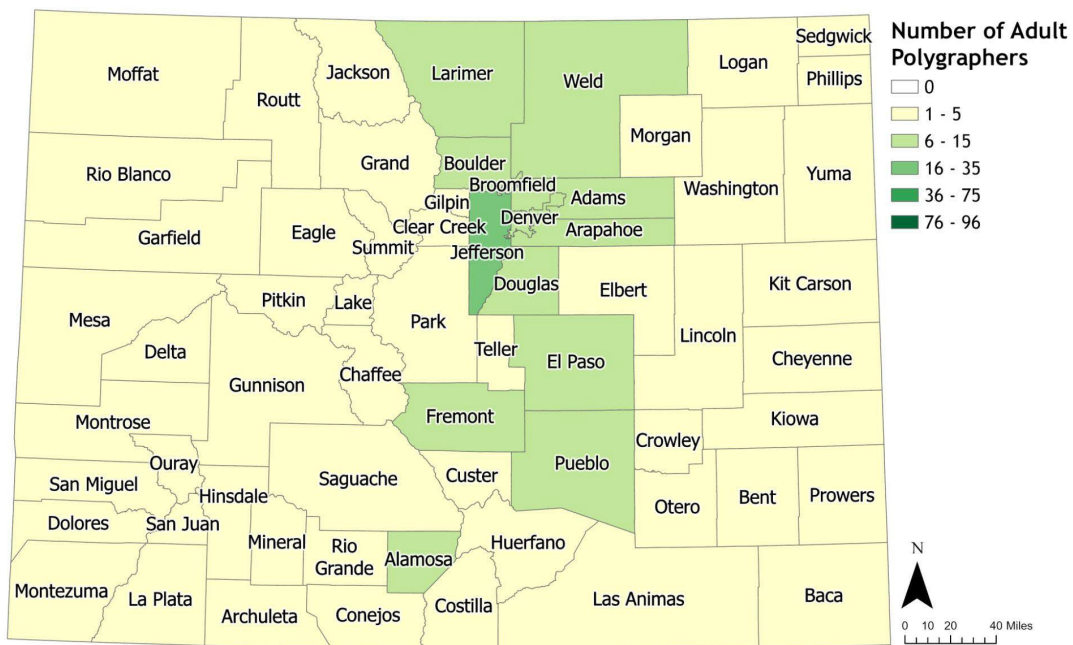 Number of Adult
Polygraphers
0
1 - 5
6 - 15
16 - 35
36 - 75
76 - 96
Moffat
Routt
Jackson
Larimer
Weld
Logan
Sedgwick
Phillips
Morgan
Rio Blanco
Grand
Boulder
Broomfield
Washington
Yuma
Gilpin
Adams
Denver
Clear Creek
Arapahoe
Garfield
Eagle
Summit
Jefferson
Douglas
Elbert
Kit Carson
Pitkin
Lake
Park
Mesa
Lincoln
Delta
Teller
El Paso
Cheyenne
Gunnison
Chaffee
Fremont
Montrose
Kiowa
Crowley
Ouray
Pueblo
San Miguel
Saguache
Custer
Hinsdale
Otero
Bent
Prowers
Dolores
San Juan
Mineral
Rio
Grande
Alamosa
Huerfano
Montezuma
La Plata
Archuleta
Conejos
Costilla
Las Animas
Baca
N
0 10 20 40 Miles